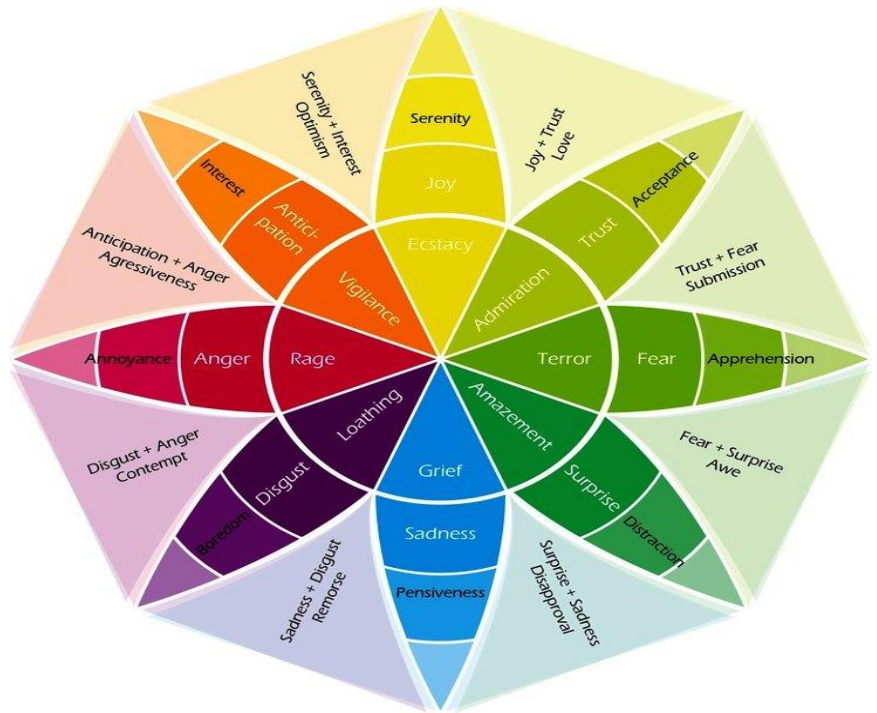 Serenity + Interest
Optimism
Serenity
Joy
Ecstacy
Joy + Trust
Love
Interest
Antici-
pation
Vigilance
Acceptance
Trust
Admiration
Anticipation + Anger
Agressiveness
Trust + Fear
Submission
Annoyance
Anger
Rage
Terror
Fear
Apprehension
Disgust + Anger
Contempt
Fear + Surprise
Awe
Loathing
Disgust
Boredom
Amazement
Surprise
Distraction
Grief
Sadness
Pensiveness
Sadness + Disgust
Remorse
Surprise + Sadness
Disapproval